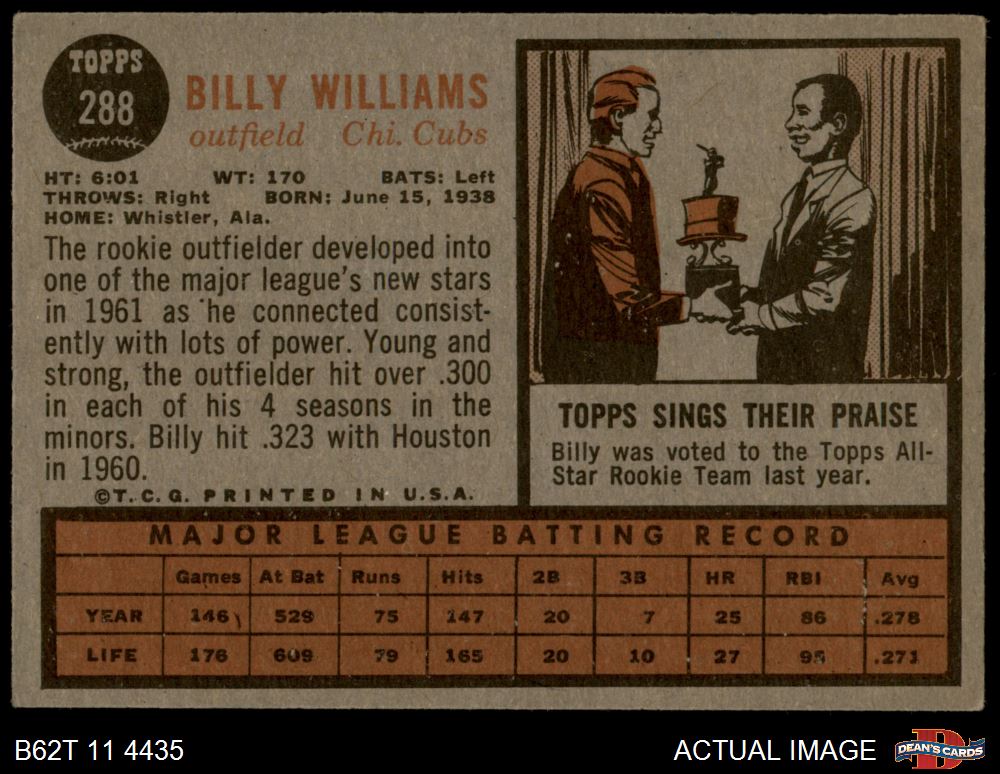 TOPPS
288
BILLY WILLIAMS
outfield Chi. Cubs
HT: 6:01 WT: 170 BATS: Left
THROWS: Right BORN: June 15, 1938
HOME: Whistler, Ala.
The rookie outfielder developed into
one of the major league's new stars
in 1961 as he connected consist-
ently with lots of power. Young and
strong, the outfielder hit over .300
in each of his 4 seasons in the
minors. Billy hit .323 with Houston
in 1960.
©T.C.G. PRINTED IN U.S.A.
TOPPS SINGS THEIR PRAISE
Billy was voted to the Topps All-
Star Rookie Team last year.
MAJOR LEAGUE BATTING RECORD
Games At Bat Runs Hits 2B 3B HR RBI Avg
YEAR 146 529 75 147 20 7 25 86 .278
LIFE 176 609 79 165 20 10 27 95 .271
B62T 11 4435
ACTUAL IMAGE
D
DEAN'S CARDS